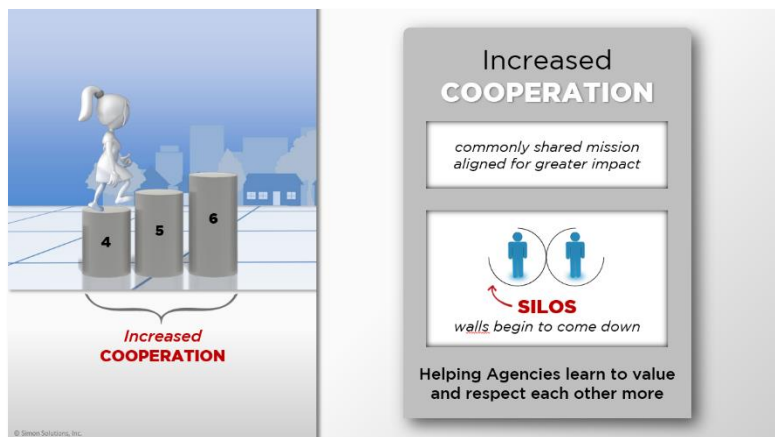 4
5
6
Increased
COOPERATION
© Simon Solutions, Inc.
Increased
COOPERATION
commonly shared mission
aligned for greater impact
SILOS
walls begin to come down
Helping Agencies learn to value
and respect each other more